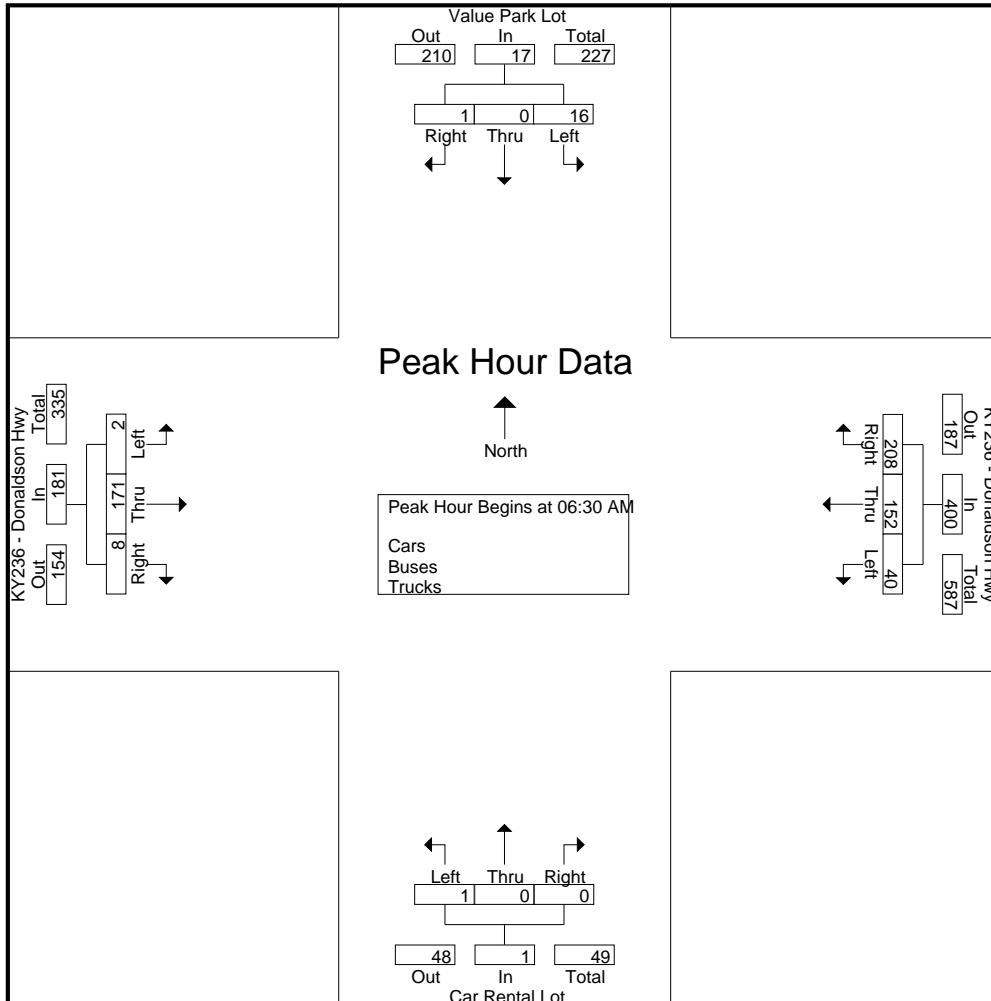 Value Park Lot
Out In Total
210 17 227
1 0 16
Right Thru Left
Peak Hour Data
North
Peak Hour Begins at 06:30 AM
Cars
Buses
Trucks
KY236 - Donaldson Hwy
Total In Out
335 181 154
2 171 8
Left Thru Right
KY236 - Donaldson Hwy
Out In Total
187 400 587
208 152 40
Right Thru Left
Left Thru Right
1 0 0
48 1 49
Out In Total
Car Rental Lot